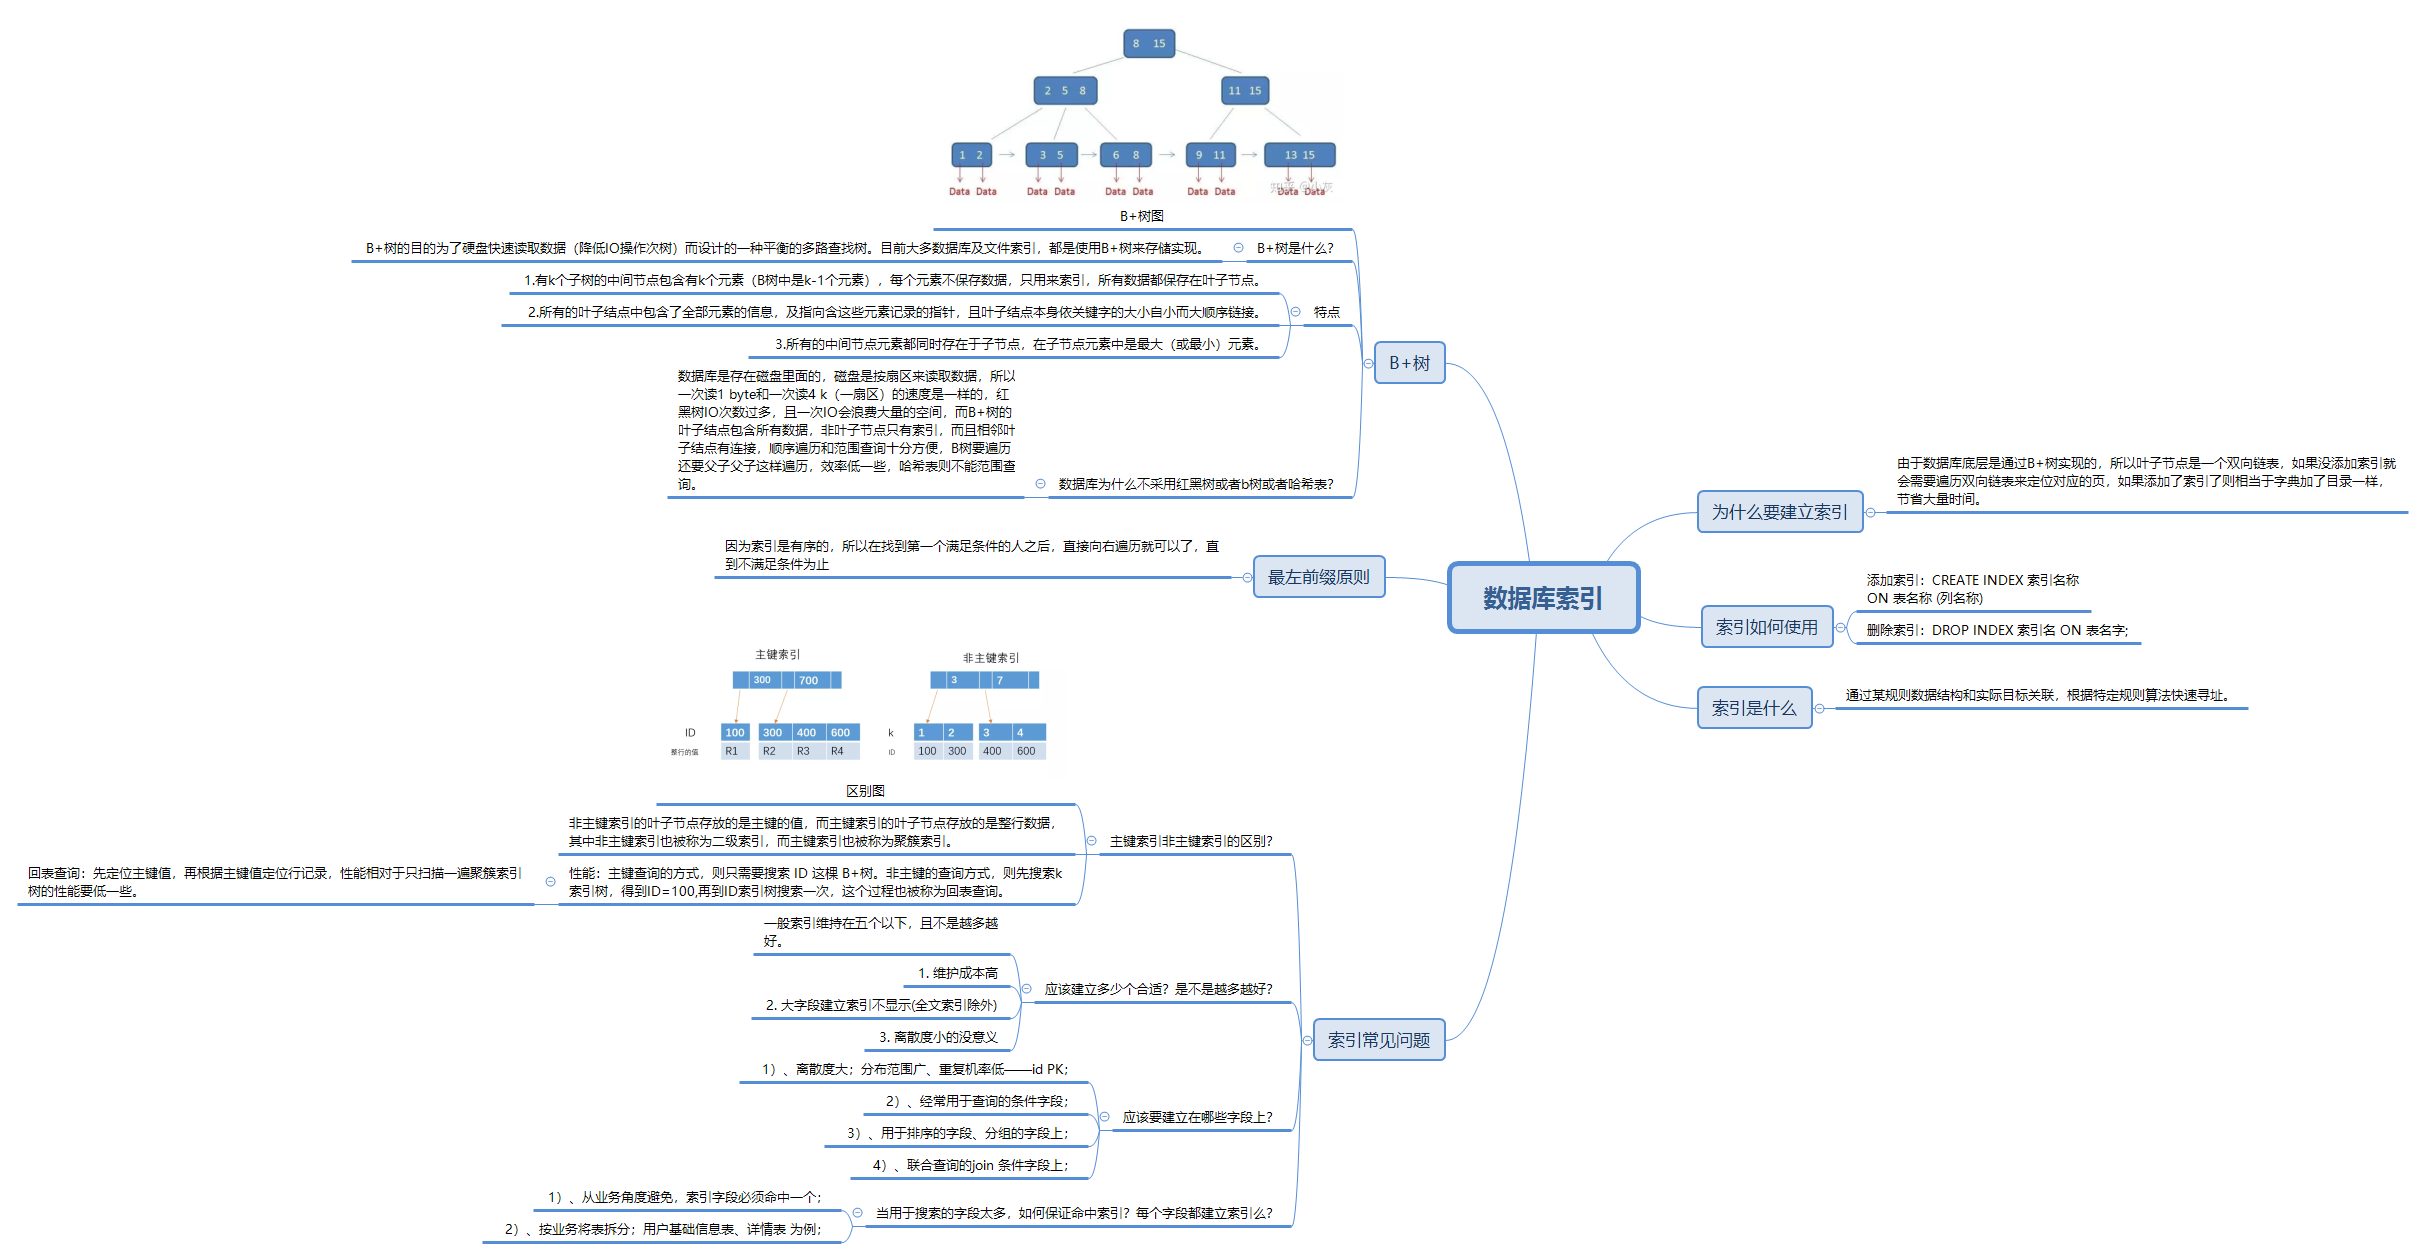 数据库索引
为什么要建立索引
由于数据库底层是通过B+树实现的，所以叶子节点是一个双向链表，如果没添加索引就
会需要遍历双向链表来定位对应的页，如果添加了索引了则相当于字典加了目录一样，
节省大量时间。
索引如何使用
添加索引：CREATE INDEX 索引名称
ON 表名称 (列名称)
删除索引：DROP INDEX 索引名 ON 表名字;
索引是什么
通过某规则数据结构和实际目标关联，根据特定规则算法快速寻址。
B+树
8 15
2 5 8
11 15
1 2
3 5
6 8
9 11
13 15
Data Data Data Data Data Data Data Data Data Data
知乎 @小灰
B+树图
B+树是什么？
B+树的目的为了硬盘快速读取数据（降低IO操作次树）而设计的一种平衡的多路查找树。目前大多数据库及文件索引，都是使用B+树来存储实现。
特点
1.有k个子树的中间节点包含有k个元素（B树中是k-1个元素），每个元素不保存数据，只用来索引，所有数据都保存在叶子节点。
2.所有的叶子结点中包含了全部元素的信息，及指向含这些元素记录的指针，且叶子结点本身依关键字的大小自小而大顺序链接。
3.所有的中间节点元素都同时存在于子节点，在子节点元素中是最大（或最小）元素。
数据库为什么不采用红黑树或者b树或者哈希表？
数据库是存在磁盘里面的，磁盘是按扇区来读取数据，所以
一次读1 byte和一次读4 k（一扇区）的速度是一样的，红
黑树IO次数过多，且一次IO会浪费大量的空间，而B+树的
叶子结点包含所有数据，非叶子节点只有索引，而且相邻叶
子结点有连接，顺序遍历和范围查询十分方便，B树要遍历
还要父子父子这样遍历，效率低一些，哈希表则不能范围查
询。
最左前缀原则
因为索引是有序的，所以在找到第一个满足条件的人之后，直接向右遍历就可以了，直
到不满足条件为止
索引常见问题
主键索引非主键索引的区别？
主键索引
300 700
ID 100 300 400 600
整行的值 R1 R2 R3 R4
非主键索引
3 7
k 1 2 3 4
ID 100 300 400 600
区别图
非主键索引的叶子节点存放的是主键的值，而主键索引的叶子节点存放的是整行数据，
其中非主键索引也被称为二级索引，而主键索引也被称为聚簇索引。
性能：主键查询的方式，则只需要搜索 ID 这棵 B+树。非主键的查询方式，则先搜索k
索引树，得到ID=100,再到ID索引树搜索一次，这个过程也被称为回表查询。
回表查询：先定位主键值，再根据主键值定位行记录，性能相对于只扫描一遍聚簇索引
树的性能要低一些。
应该建立多少个合适？是不是越多越好？
一般索引维持在五个以下，且不是越多越
好。
1. 维护成本高
2. 大字段建立索引不显示(全文索引除外)
3. 离散度小的没意义
应该要建立在哪些字段上？
1）、离散度大；分布范围广、重复机率低——id PK；
2）、经常用于查询的条件字段；
3）、用于排序的字段、分组的字段上；
4）、联合查询的join 条件字段上；
当用于搜索的字段太多，如何保证命中索引？每个字段都建立索引么？
1）、从业务角度避免，索引字段必须命中一个；
2）、按业务将表拆分；用户基础信息表、详情表 为例；